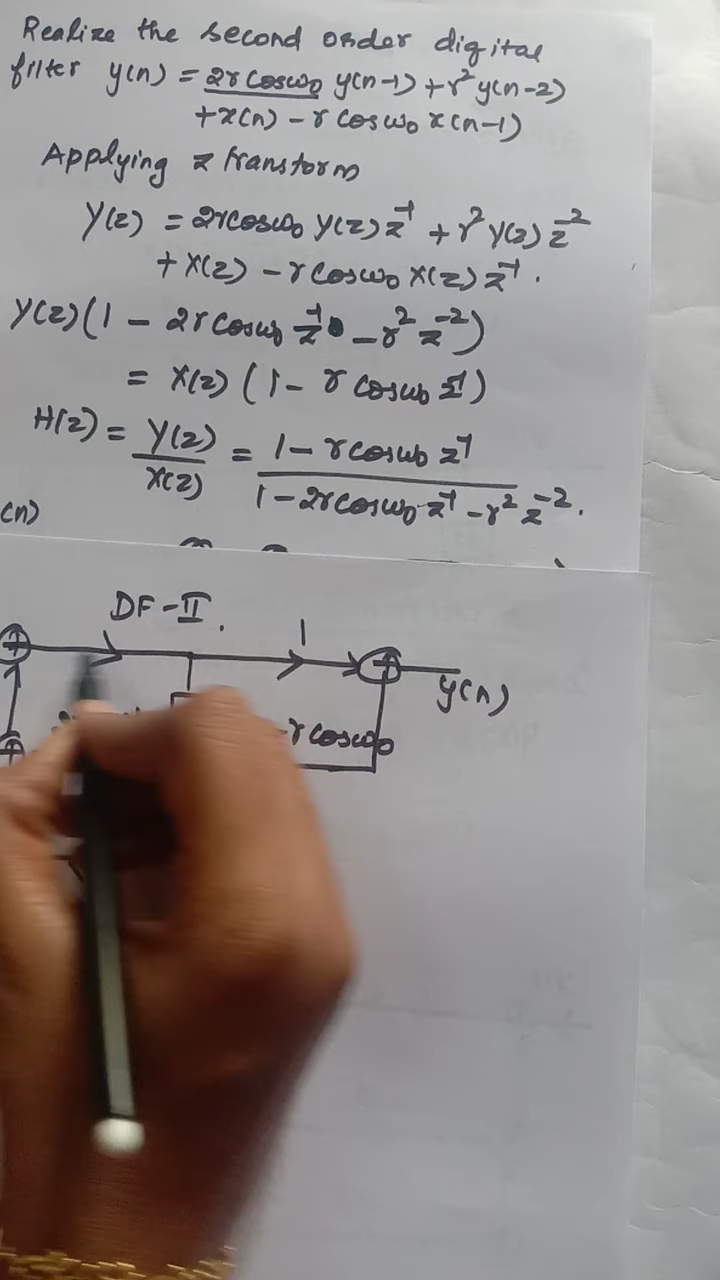 Realize the second order digital
filter y(n) = 2r cosω₀ y(n-1) + r² y(n-2)
+ x(n) - r cosω₀ x(n-1)
Applying z transform
Y(z) = 2r cosω₀ Y(z) z⁻¹ + r² Y(z) z⁻²
+ X(z) - r cosω₀ X(z) z⁻¹.
Y(z) (1 - 2r cosω₀ z⁻¹ - r² z⁻²)
= X(z) (1 - r cosω₀ z⁻¹)
H(z) = Y(z)/X(z) = 1 - r cosω₀ z⁻¹ / 1 - 2r cosω₀ z⁻¹ - r² z⁻².
(n)
DF-II.
1
y(n)
-r cosω₀